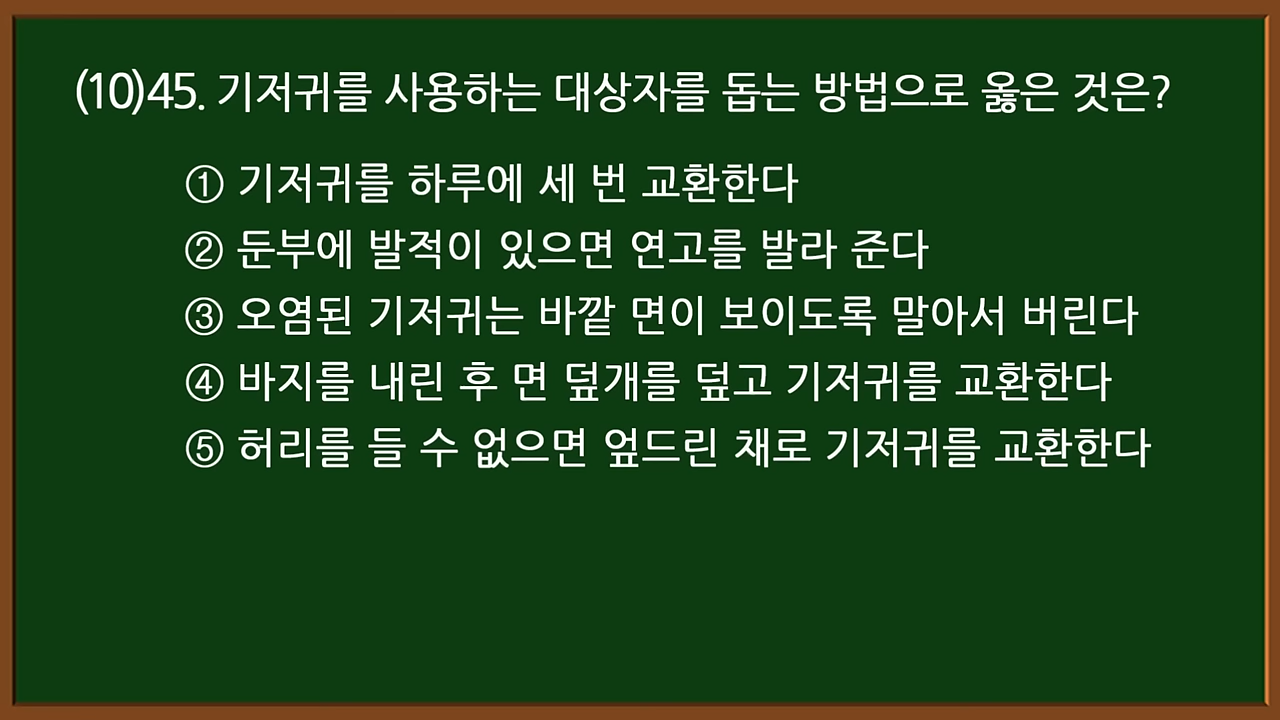 (10)45. 기저귀를 사용하는 대상자를 돕는 방법으로 옳은 것은?
① 기저귀를 하루에 세 번 교환한다
② 둔부에 발적이 있으면 연고를 발라 준다
③ 오염된 기저귀는 바깥 면이 보이도록 말아서 버린다
④ 바지를 내린 후 면 덮개를 덮고 기저귀를 교환한다
⑤ 허리를 들 수 없으면 엎드린 채로 기저귀를 교환한다